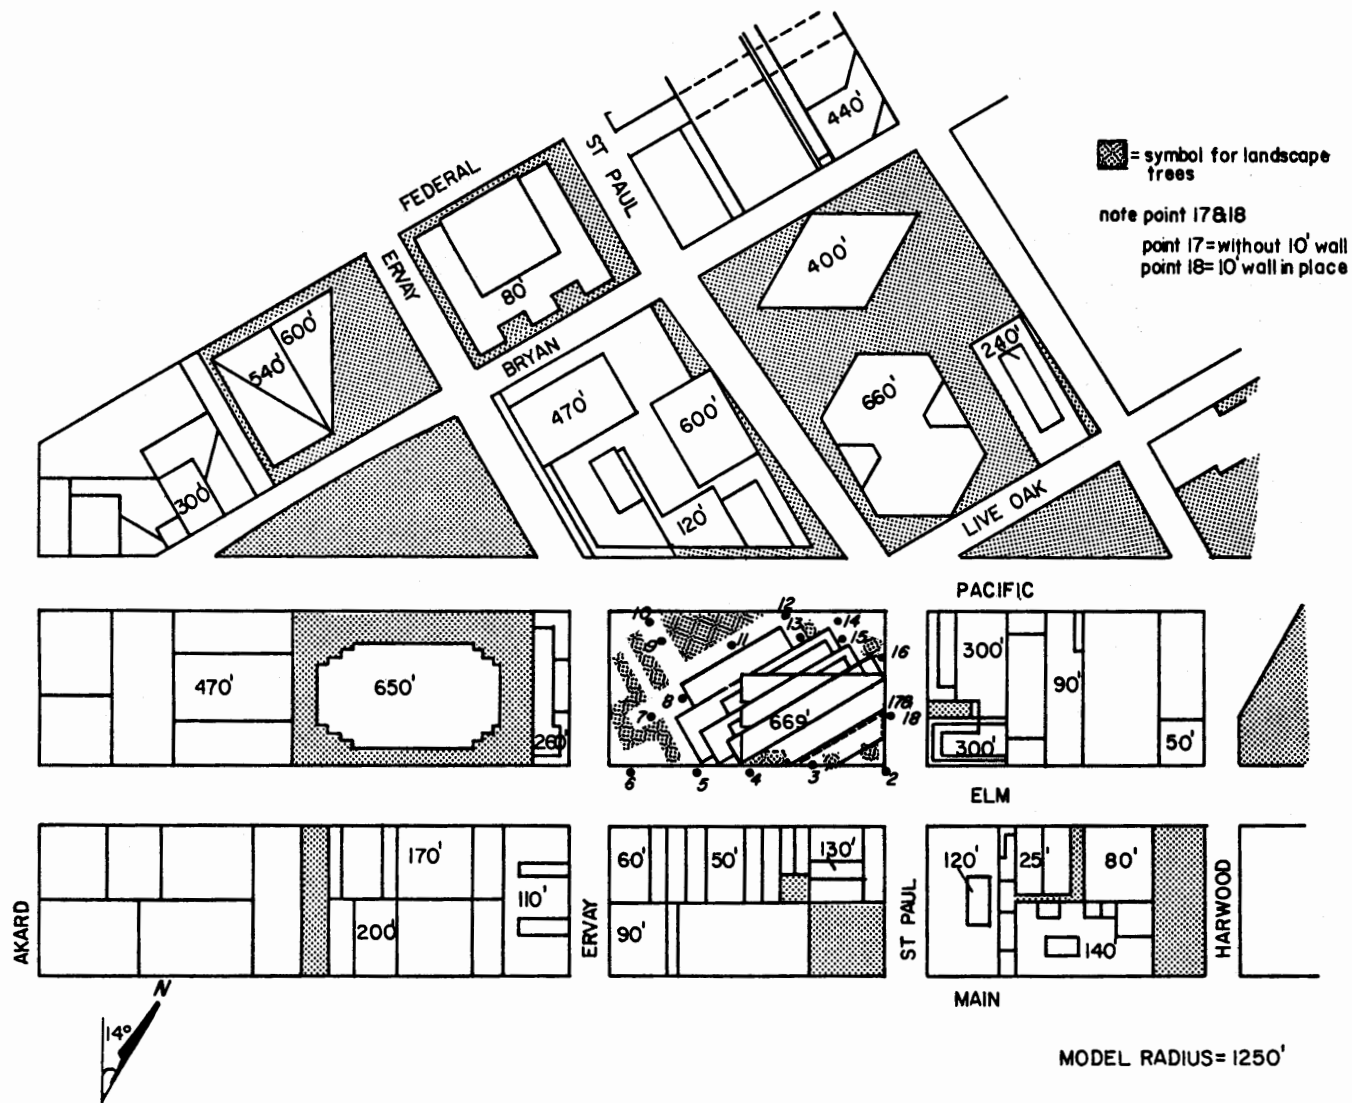 = symbol for landscape
trees
note point 17&18
point 17=without 10' wall
point 18=10' wall in place
440'
ST PAUL
FEDERAL
ERVAY
80'
BRYAN
400'
600'
540'
300'
470'
600'
120'
660'
240'
LIVE OAK
PACIFIC
470'
650'
260'
10
12
14
13
15
9
11
16
8
7
669'
17&
18
6
5
4
3
2
300'
300'
90'
50'
ELM
170'
200'
110'
60'
50'
130'
90'
120'
25'
80'
140'
AKARD
ERVAY
ST PAUL
HARWOOD
MAIN
N
14°
MODEL RADIUS=1250'